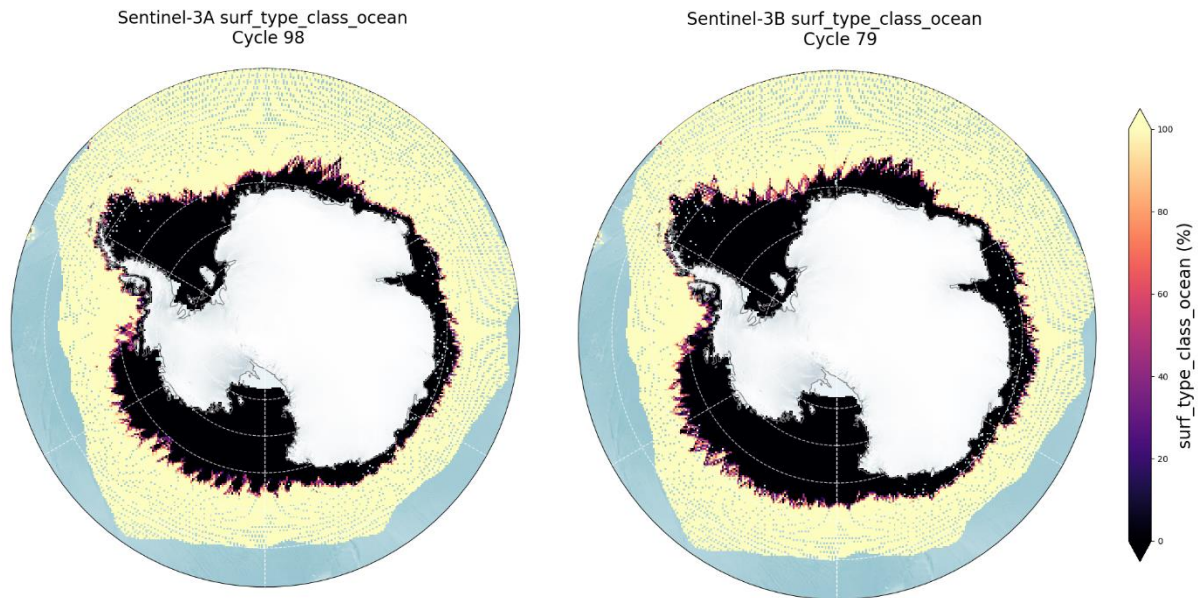 Sentinel-3A surf_type_class_ocean
Cycle 98
Sentinel-3B surf_type_class_ocean
Cycle 79
100
80
60
40
20
0
surf_type_class_ocean (%)